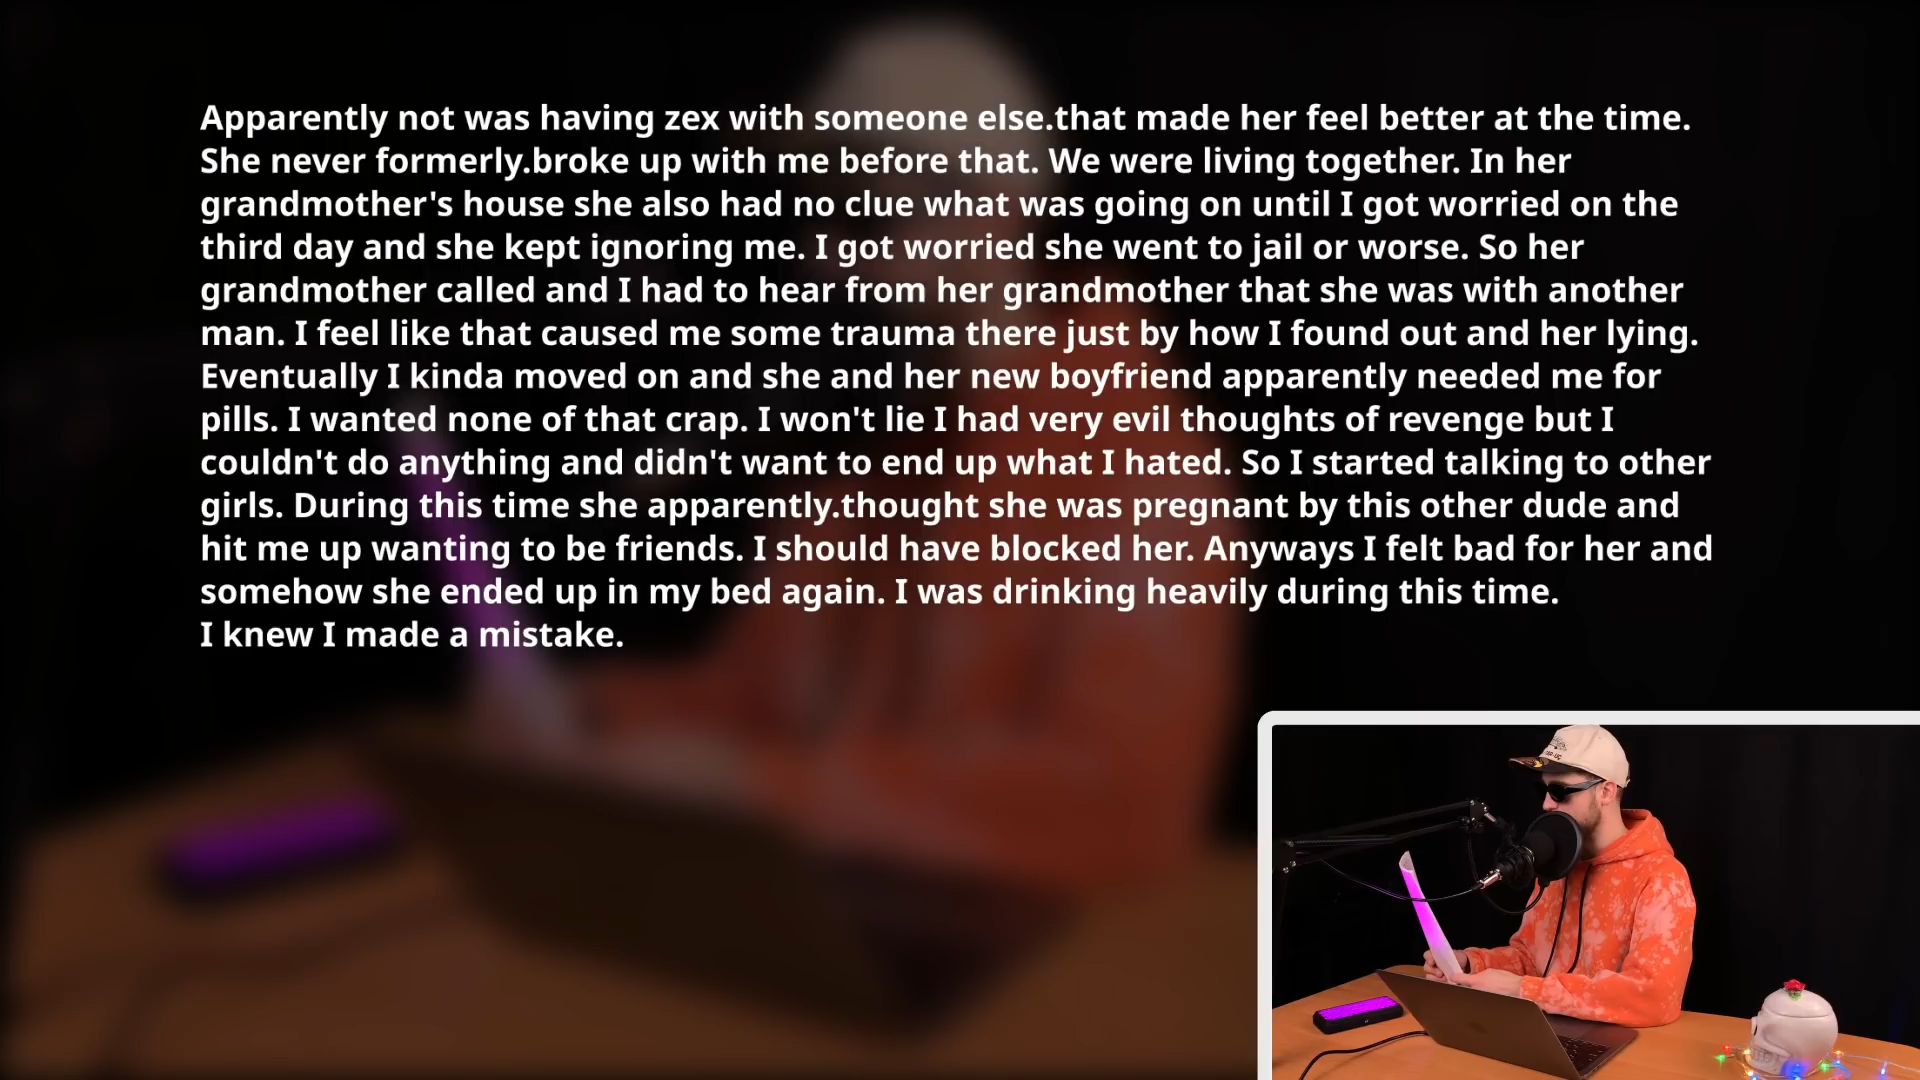 Apparently not was having zex with someone else.that made her feel better at the time.
She never formerly.broke up with me before that. We were living together. In her
grandmother's house she also had no clue what was going on until I got worried on the
third day and she kept ignoring me. I got worried she went to jail or worse. So her
grandmother called and I had to hear from her grandmother that she was with another
man. I feel like that caused me some trauma there just by how I found out and her lying.
Eventually I kinda moved on and she and her new boyfriend apparently needed me for
pills. I wanted none of that crap. I won't lie I had very evil thoughts of revenge but I
couldn't do anything and didn't want to end up what I hated. So I started talking to other
girls. During this time she apparently.thought she was pregnant by this other dude and
hit me up wanting to be friends. I should have blocked her. Anyways I felt bad for her and
somehow she ended up in my bed again. I was drinking heavily during this time.
I knew I made a mistake.